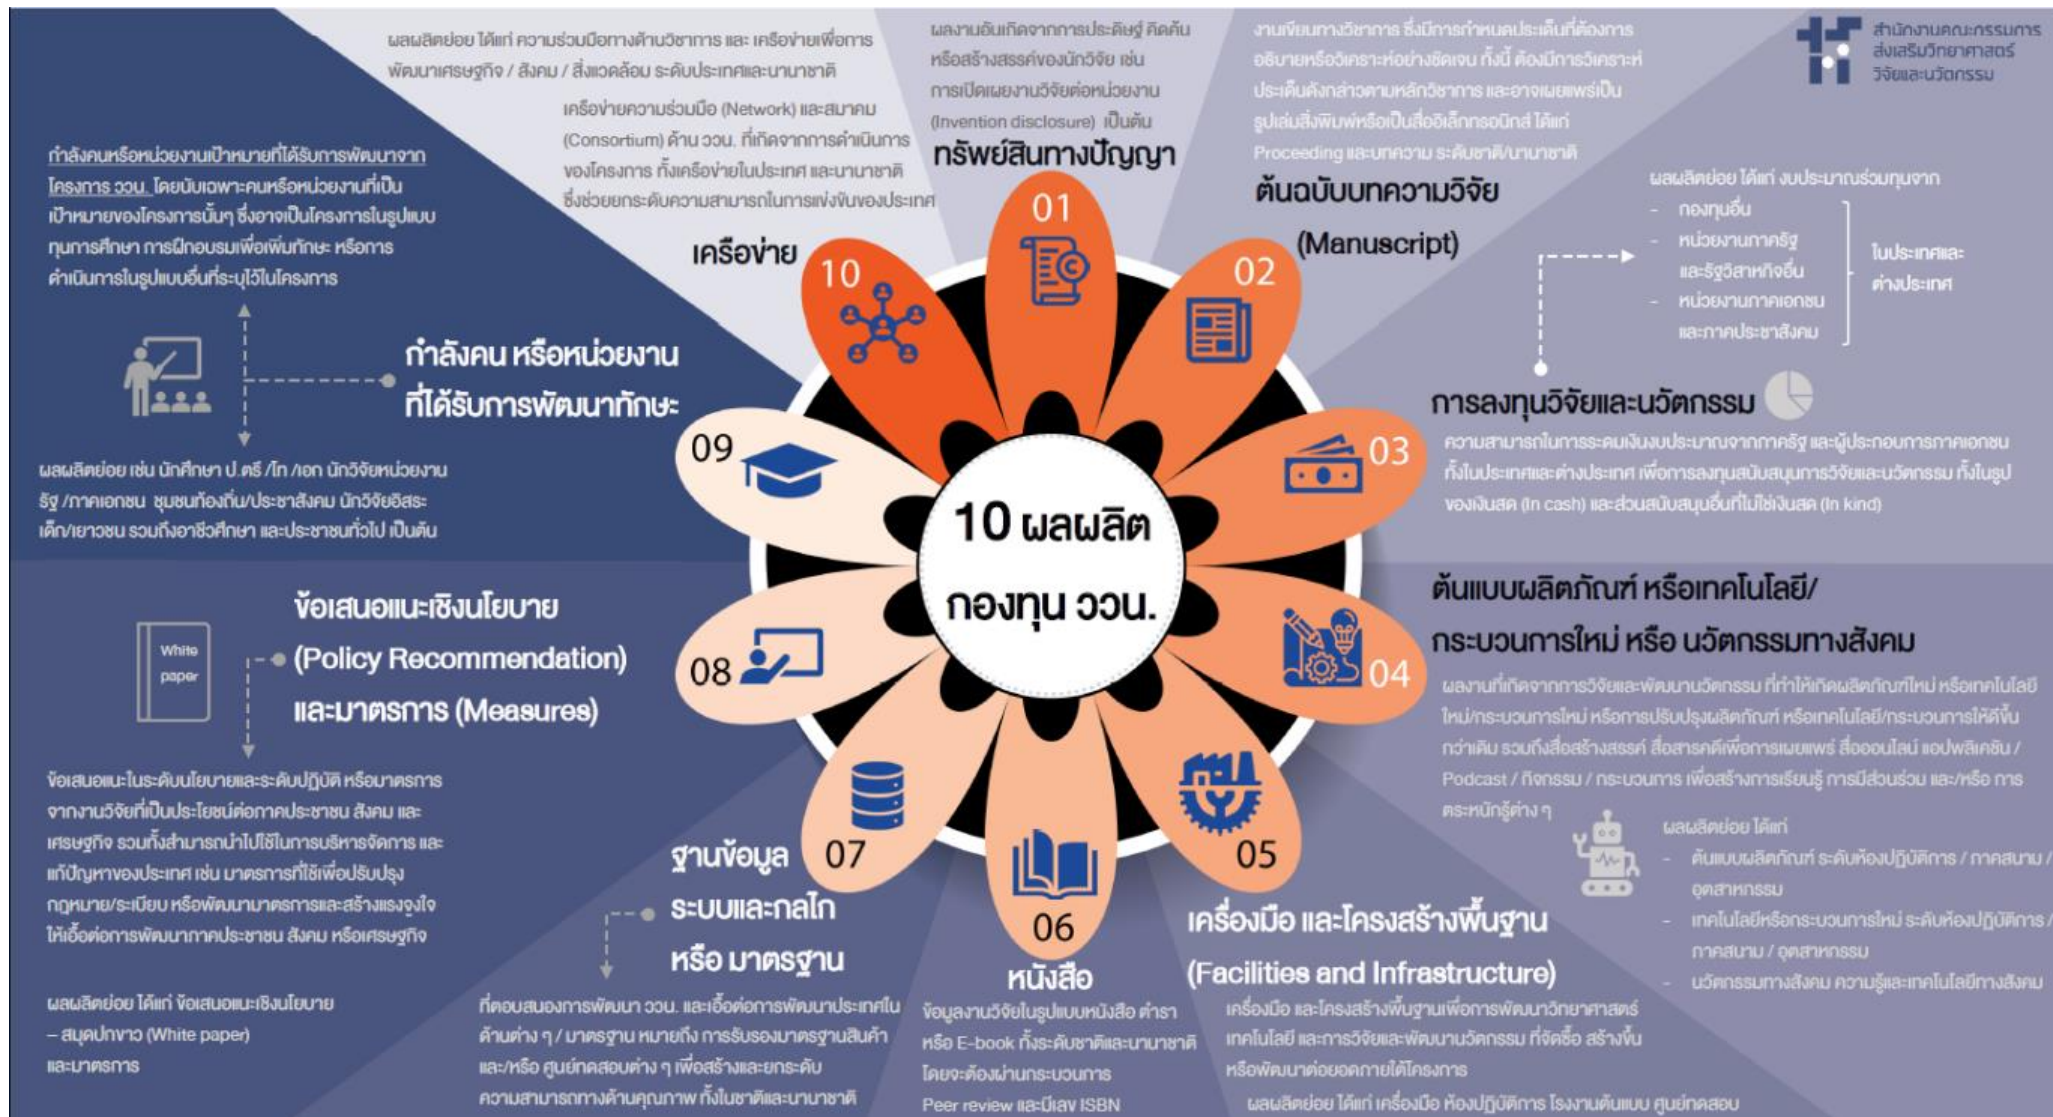 สำนักงานคณะกรรมการ
ส่งเสริมวิทยาศาสตร์
วิจัยและนวัตกรรม
10 ผลผลิต
กองทุน ววน.
ผลงานอันเกิดจากการประดิษฐ์ คิดค้น
หรือสร้างสรรค์ของนักวิจัย เช่น
การเปิดเผยงานวิจัยต่อหน่วยงาน
(Invention disclosure) เป็นต้น
ทรัพย์สินทางปัญญา
01
งานเขียนทางวิชาการ ซึ่งมีการกำหนดประเด็นที่ต้องการ
อธิบายหรือวิเคราะห์อย่างชัดเจน ทั้งนี้ ต้องมีการวิเคราะห์
ประเด็นดังกล่าวตามหลักวิชาการ และอาจเผยแพร่เป็น
รูปเล่มสิ่งพิมพ์หรือเป็นสื่ออิเล็กทรอนิกส์ ได้แก่
Proceeding และบทความ ระดับชาติ/นานาชาติ
ต้นฉบับบทความวิจัย
(Manuscript)
02
ผลผลิตย่อย ได้แก่ งบประมาณร่วมทุนจาก
- กองทุนอื่น
- หน่วยงานภาครัฐ
และรัฐวิสาหกิจอื่น
- หน่วยงานภาคเอกชน
และภาคประชาสังคม
ในประเทศและ
ต่างประเทศ
การลงทุนวิจัยและนวัตกรรม
03
ความสามารถในการระดมเงินงบประมาณจากภาครัฐ และผู้ประกอบการภาคเอกชน
ทั้งในประเทศและต่างประเทศ เพื่อการลงทุนสนับสนุนการวิจัยและนวัตกรรม ทั้งในรูป
ของเงินสด (In cash) และส่วนสนับสนุนอื่นที่ไม่ใช่เงินสด (In kind)
ต้นแบบผลิตภัณฑ์ หรือเทคโนโลยี/
กระบวนการใหม่ หรือ นวัตกรรมทางสังคม
04
ผลงานที่เกิดจากการวิจัยและพัฒนานวัตกรรม ที่ทำให้เกิดผลิตภัณฑ์ใหม่ หรือเทคโนโลยี
ใหม่/กระบวนการใหม่ หรือการปรับปรุงผลิตภัณฑ์ หรือเทคโนโลยี/กระบวนการให้ดีขึ้น
กว่าเดิม รวมถึงสื่อสร้างสรรค์ สื่อสารคดีเพื่อการเผยแพร่ สื่อออนไลน์ แอปพลิเคชัน /
Podcast / กิจกรรม / กระบวนการ เพื่อสร้างการเรียนรู้ การมีส่วนร่วม และ/หรือ การ
ตระหนักรู้ต่าง ๆ
ผลผลิตย่อย ได้แก่
- ต้นแบบผลิตภัณฑ์ ระดับห้องปฏิบัติการ / ภาคสนาม /
อุตสาหกรรม
- เทคโนโลยีหรือกระบวนการใหม่ ระดับห้องปฏิบัติการ /
ภาคสนาม / อุตสาหกรรม
- นวัตกรรมทางสังคม ความรู้และเทคโนโลยีทางสังคม
05
เครื่องมือ และโครงสร้างพื้นฐาน
(Facilities and Infrastructure)
เครื่องมือ และโครงสร้างพื้นฐานเพื่อการพัฒนาวิทยาศาสตร์
เทคโนโลยี และการวิจัยและพัฒนานวัตกรรม ที่จัดซื้อ สร้างขึ้น
หรือพัฒนาต่อยอดภายใต้โครงการ
ผลผลิตย่อย ได้แก่ เครื่องมือ ห้องปฏิบัติการ โรงงานต้นแบบ ศูนย์ทดสอบ
06
หนังสือ
ข้อมูลงานวิจัยในรูปแบบหนังสือ ตำรา
หรือ E-book ทั้งระดับชาติและนานาชาติ
โดยจะต้องผ่านกระบวนการ
Peer review และมีเลข ISBN
07
ฐานข้อมูล
ระบบและกลไก
หรือ มาตรฐาน
ที่ตอบสนองการพัฒนา ววน. และเอื้อต่อการพัฒนาประเทศใน
ด้านต่าง ๆ / มาตรฐาน หมายถึง การรับรองมาตรฐานสินค้า
และ/หรือ ศูนย์ทดสอบต่าง ๆ เพื่อสร้างและยกระดับ
ความสามารถทางด้านคุณภาพ ทั้งในชาติและนานาชาติ
08
ข้อเสนอแนะเชิงนโยบาย
(Policy Recommendation)
และมาตรการ (Measures)
White
paper
ข้อเสนอแนะในระดับนโยบายและระดับปฏิบัติ หรือมาตรการ
จากงานวิจัยที่เป็นประโยชน์ต่อภาคประชาชน สังคม และ
เศรษฐกิจ รวมทั้งสามารถนำไปใช้ในการบริหารจัดการ และ
แก้ปัญหาของประเทศ เช่น มาตรการที่ใช้เพื่อปรับปรุง
กฎหมาย/ระเบียบ หรือพัฒนามาตรการและสร้างแรงจูงใจ
ให้เอื้อต่อการพัฒนาภาคประชาชน สังคม หรือเศรษฐกิจ
ผลผลิตย่อย ได้แก่ ข้อเสนอแนะเชิงนโยบาย
– สมุดปกขาว (White paper)
และมาตรการ
09
กำลังคน หรือหน่วยงาน
ที่ได้รับการพัฒนาทักษะ
กำลังคนหรือหน่วยงานเป้าหมายที่ได้รับการพัฒนาจาก
โครงการ ววน. โดยนับเฉพาะคนหรือหน่วยงานที่เป็น
เป้าหมายของโครงการนั้นๆ ซึ่งอาจเป็นโครงการในรูปแบบ
ทุนการศึกษา การฝึกอบรมเพื่อเพิ่มทักษะ หรือการ
ดำเนินการในรูปแบบอื่นที่ระบุไว้ในโครงการ
ผลผลิตย่อย เช่น นักศึกษา ป.ตรี /โท /เอก นักวิจัยหน่วยงาน
รัฐ /ภาคเอกชน ชุมชนท้องถิ่น/ประชาสังคม นักวิจัยอิสระ
เด็ก/เยาวชน รวมถึงอาชีวศึกษา และประชาชนทั่วไป เป็นต้น
10
เครือข่าย
ผลผลิตย่อย ได้แก่ ความร่วมมือทางด้านวิชาการ และ เครือข่ายเพื่อการ
พัฒนาเศรษฐกิจ / สังคม / สิ่งแวดล้อม ระดับประเทศและนานาชาติ
เครือข่ายความร่วมมือ (Network) และสมาคม
(Consortium) ด้าน ววน. ที่เกิดจากการดำเนินการ
ของโครงการ ทั้งเครือข่ายในประเทศ และนานาชาติ
ซึ่งช่วยยกระดับความสามารถในการแข่งขันของประเทศ